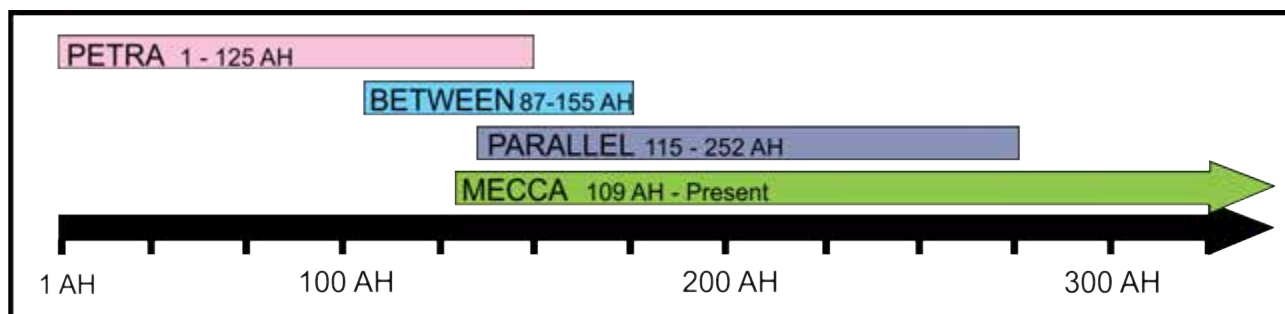 PETRA 1 - 125 AH
BETWEEN 87-155 AH
PARALLEL 115 - 252 AH
MECCA 109 AH - Present
1 AH 100 AH 200 AH 300 AH